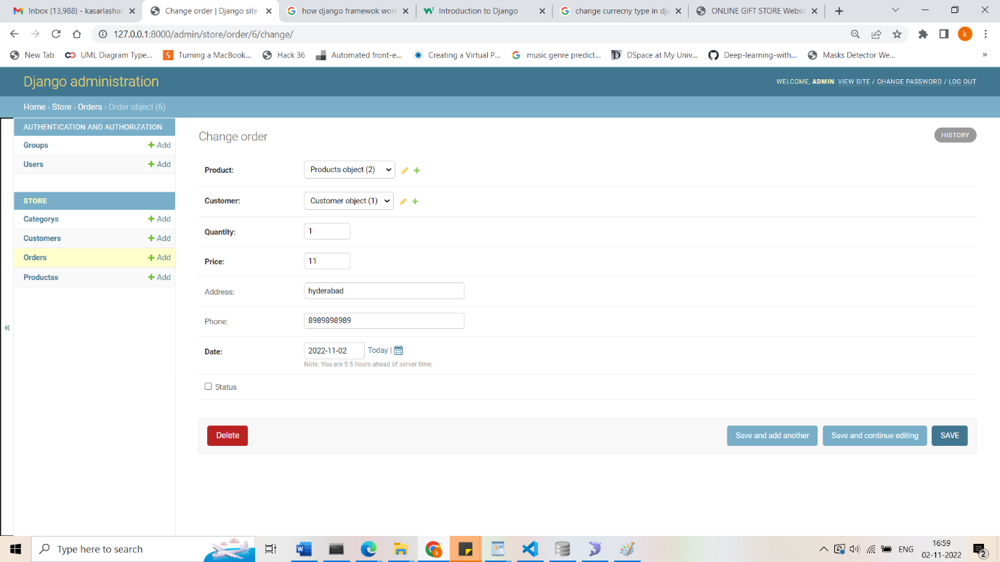 Inbox (13,988) - kasarlashar
Change order | Django site
how django framewok work
Introduction to Django
change currecny type in dja
ONLINE GIFT STORE Websit
127.0.0.1:8000/admin/store/order/6/change/
k
New Tab
UML Diagram Type...
Turning a MacBook...
Hack 36
Automated front-e...
Creating a Virtual P...
music genre predict...
DSpace at My Univ...
Deep-learning-with...
Masks Detector We...
»
Django administration
WELCOME, ADMIN. VIEW SITE / CHANGE PASSWORD / LOG OUT
Home › Store › Orders › Order object (6)
AUTHENTICATION AND AUTHORIZATION
Groups + Add
Users + Add
STORE
Categorys + Add
Customers + Add
Orders + Add
Productss + Add
«
Change order
HISTORY
Product: Products object (2)
Customer: Customer object (1)
Quantity: 1
Price: 11
Address: hyderabad
Phone: 8989898989
Date: 2022-11-02 Today |
Note: You are 5.5 hours ahead of server time.
Status
Delete
Save and add another
Save and continue editing
SAVE
Type here to search
ENG
16:59
02-11-2022
2